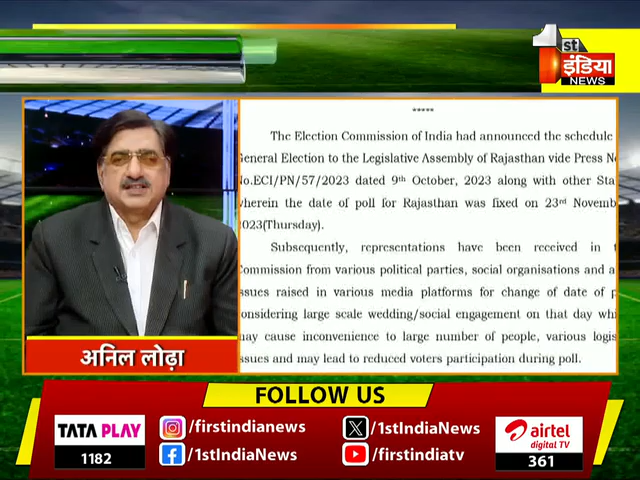 1st
इंडिया
NEWS
*****
The Election Commission of India had announced the schedule
General Election to the Legislative Assembly of Rajasthan vide Press
No.ECI/PN/57/2023 dated 9th October, 2023 along with other
wherein the date of poll for Rajasthan was fixed on 23rd
2023(Thursday).
Subsequently, representations have been received in
Commission from various political parties, social organisations and
issues raised in various media platforms for change of date of
considering large scale wedding/social engagement on that day
may cause inconvenience to large number of people, various
issues and may lead to reduced voters participation during poll.
अनिल लोढ़ा
FOLLOW US
TATA PLAY
1182
/firstindianews
/1stIndiaNews
/1stIndiaNews
/firstindiatv
airtel
digital TV
361